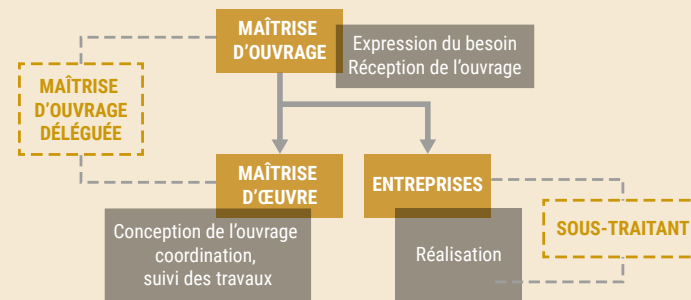 MAÎTRISE
D'OUVRAGE
Expression du besoin
Réception de l'ouvrage
MAÎTRISE
D'OUVRAGE
DÉLÉGUÉE
MAÎTRISE
D'ŒUVRE
ENTREPRISES
Conception de l'ouvrage
coordination,
suivi des travaux
Réalisation
SOUS-TRAITANT